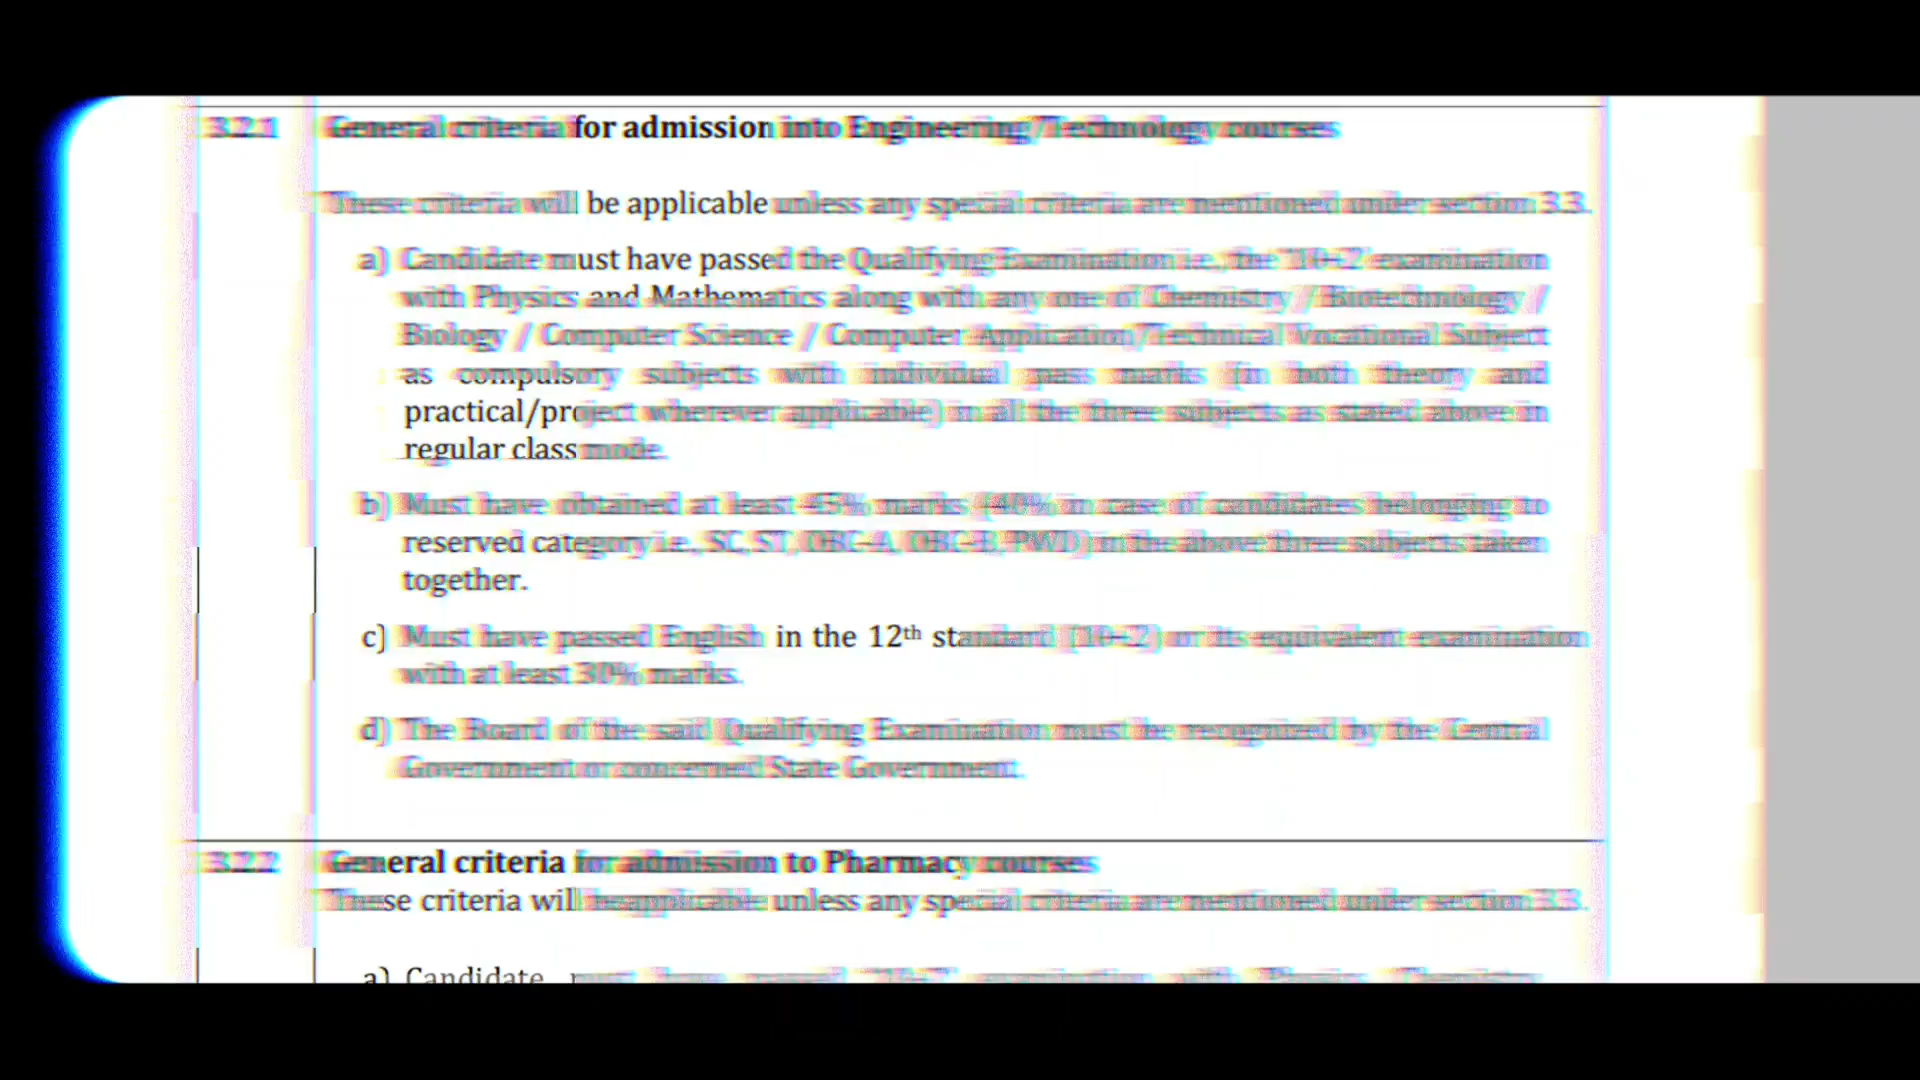 3.2.1 General criteria for admission into Engineering/Technology courses
These criteria will be applicable unless any special criteria are mentioned under section 3.3.
a) Candidate must have passed the Qualifying Examination i.e., the '10+2' examination
with Physics and Mathematics along with any one of Chemistry / Biotechnology /
Biology / Computer Science / Computer Application/Technical Vocational Subject
as compulsory subjects with individual pass marks (in both theory and
practical/project wherever applicable) in all the three subjects as stated above in
regular class mode.
b) Must have obtained at least 45% marks (40% in case of candidates belonging to
reserved category i.e., SC, ST, OBC-A, OBC-B, PWD) in the above three subjects taken
together.
c) Must have passed English in the 12th standard (10+2) or its equivalent examination
with at least 30% marks.
d) The Board of the said Qualifying Examination must be recognized by the Central
Government or concerned State Government.
3.2.2 General criteria for admission to Pharmacy courses
These criteria will be applicable unless any special criteria are mentioned under section 3.3.
a) Candidate must have passed '10+2' examination with Physics, Chemistry,